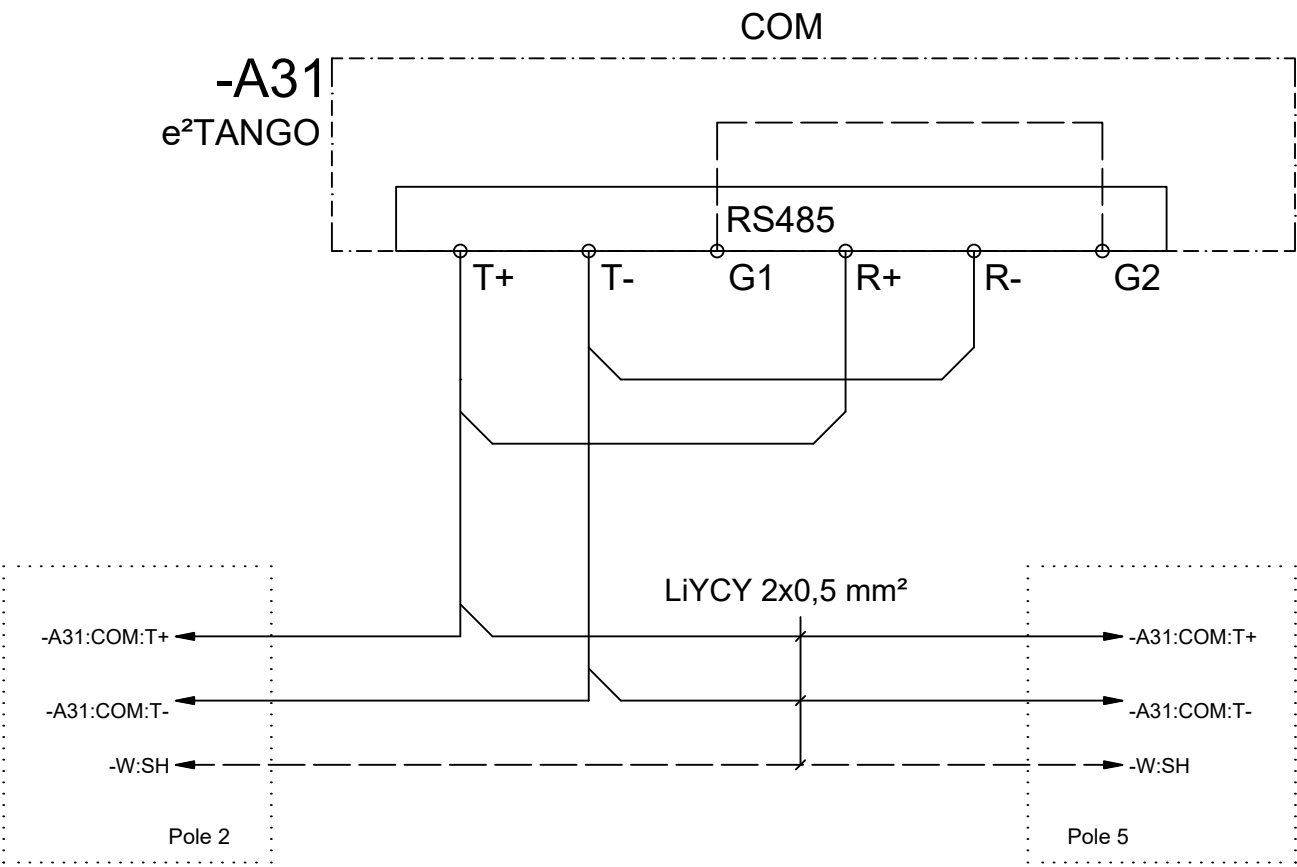 COM
-A31
e²TANGO
RS485
T+ T- G1 R+ R- G2
LiYCY 2x0,5 mm²
-A31:COM:T+ -A31:COM:T+
-A31:COM:T- -A31:COM:T-
-W:SH -W:SH
Pole 2 Pole 5